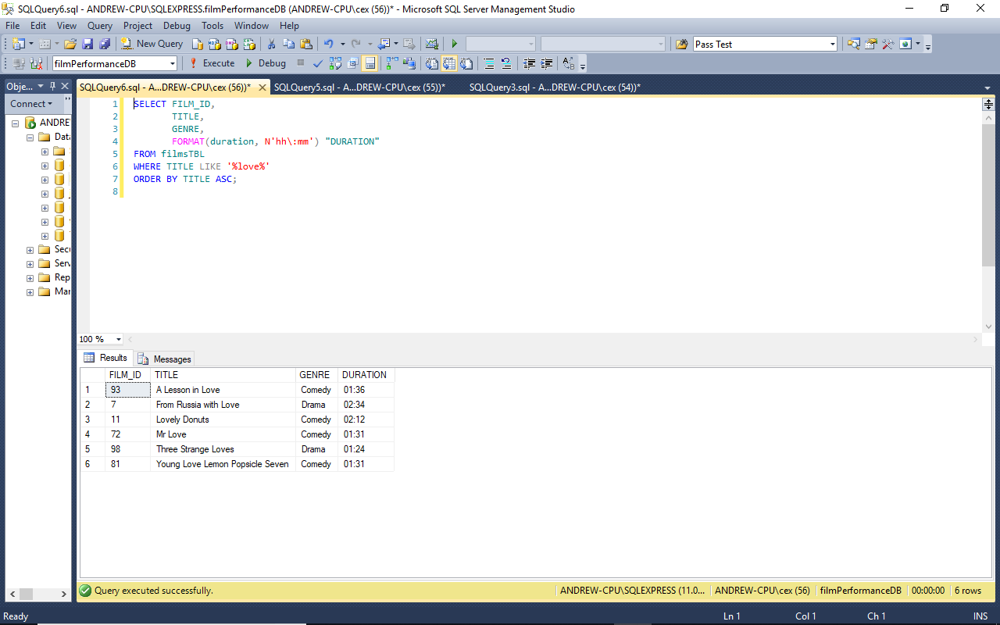 SQLQuery6.sql - ANDREW-CPU\SQLEXPRESS.filmPerformanceDB (ANDREW-CPU\cex (56))* - Microsoft SQL Server Management Studio
File Edit View Query Project Debug Tools Window Help
New Query Pass Test
filmPerformanceDB Execute Debug
Obje... SQLQuery6.sql - A...DREW-CPU\cex (56))* SQLQuery5.sql - A...DREW-CPU\cex (55))* SQLQuery3.sql - A...DREW-CPU\cex (54))*
Connect
ANDRE
Data
Secu
Serv
Rep
Mar
1 SELECT FILM_ID,
2 TITLE,
3 GENRE,
4 FORMAT(duration, N'hh\:mm') "DURATION"
5 FROM filmsTBL
6 WHERE TITLE LIKE '%love%'
7 ORDER BY TITLE ASC;
8
100 %
Results Messages
FILM_ID TITLE GENRE DURATION
1 93 A Lesson in Love Comedy 01:36
2 7 From Russia with Love Drama 02:34
3 11 Lovely Donuts Comedy 02:12
4 72 Mr Love Comedy 01:31
5 98 Three Strange Loves Drama 01:24
6 81 Young Love Lemon Popsicle Seven Comedy 01:31
Query executed successfully. ANDREW-CPU\SQLEXPRESS (11.0... ANDREW-CPU\cex (56) filmPerformanceDB 00:00:00 6 rows
Ready Ln 1 Col 1 Ch 1 INS